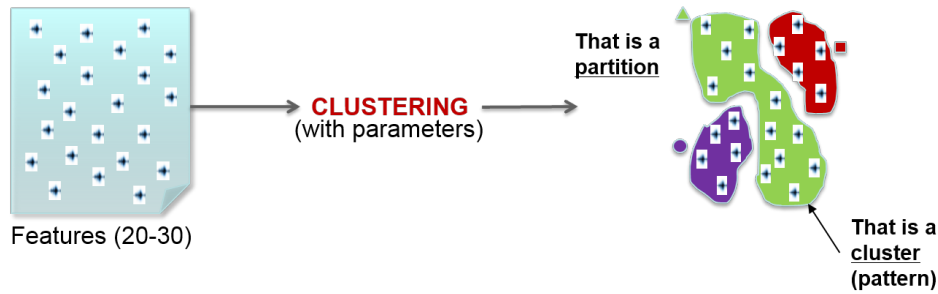 Features (20-30)
CLUSTERING
(with parameters)
That is a
partition
That is a
cluster
(pattern)